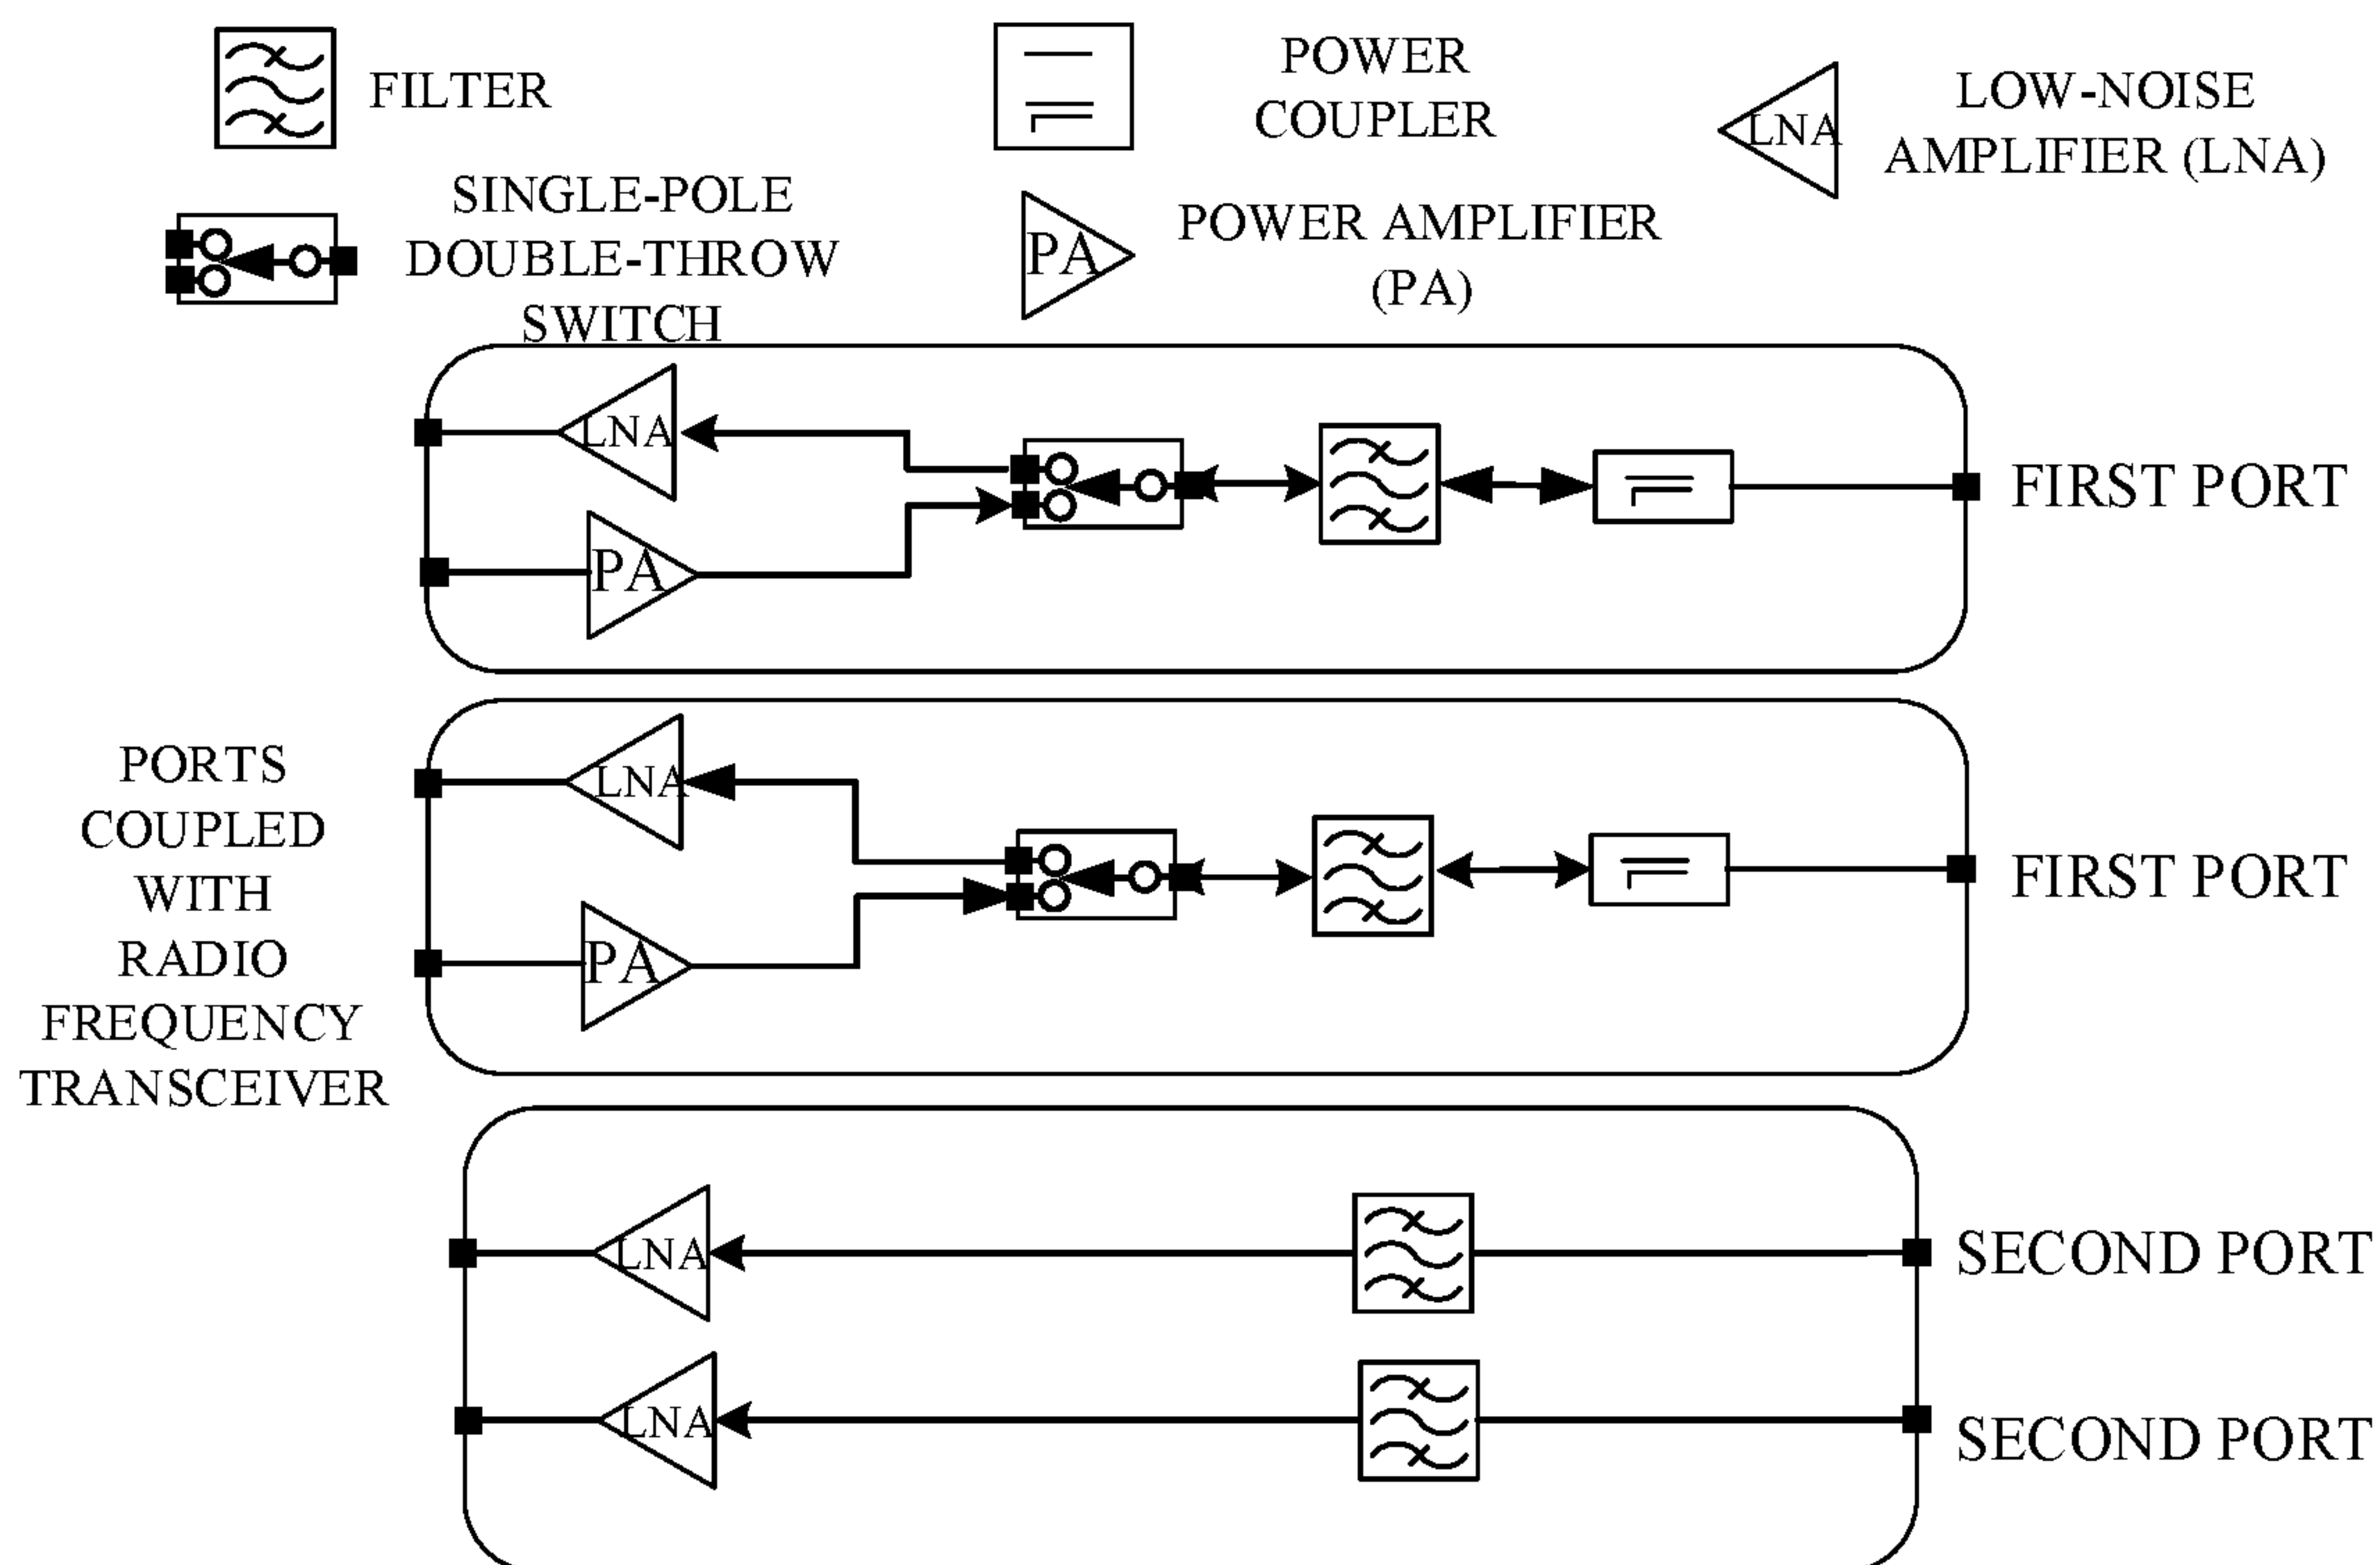 FILTER
POWER
COUPLER
LNA
LOW-NOISE
AMPLIFIER (LNA)
SINGLE-POLE
DOUBLE-THROW
SWITCH
PA
POWER AMPLIFIER
(PA)
LNA
PA
FIRST PORT
PORTS
COUPLED
WITH
RADIO
FREQUENCY
TRANSCEIVER
LNA
PA
FIRST PORT
LNA
SECOND PORT
LNA
SECOND PORT